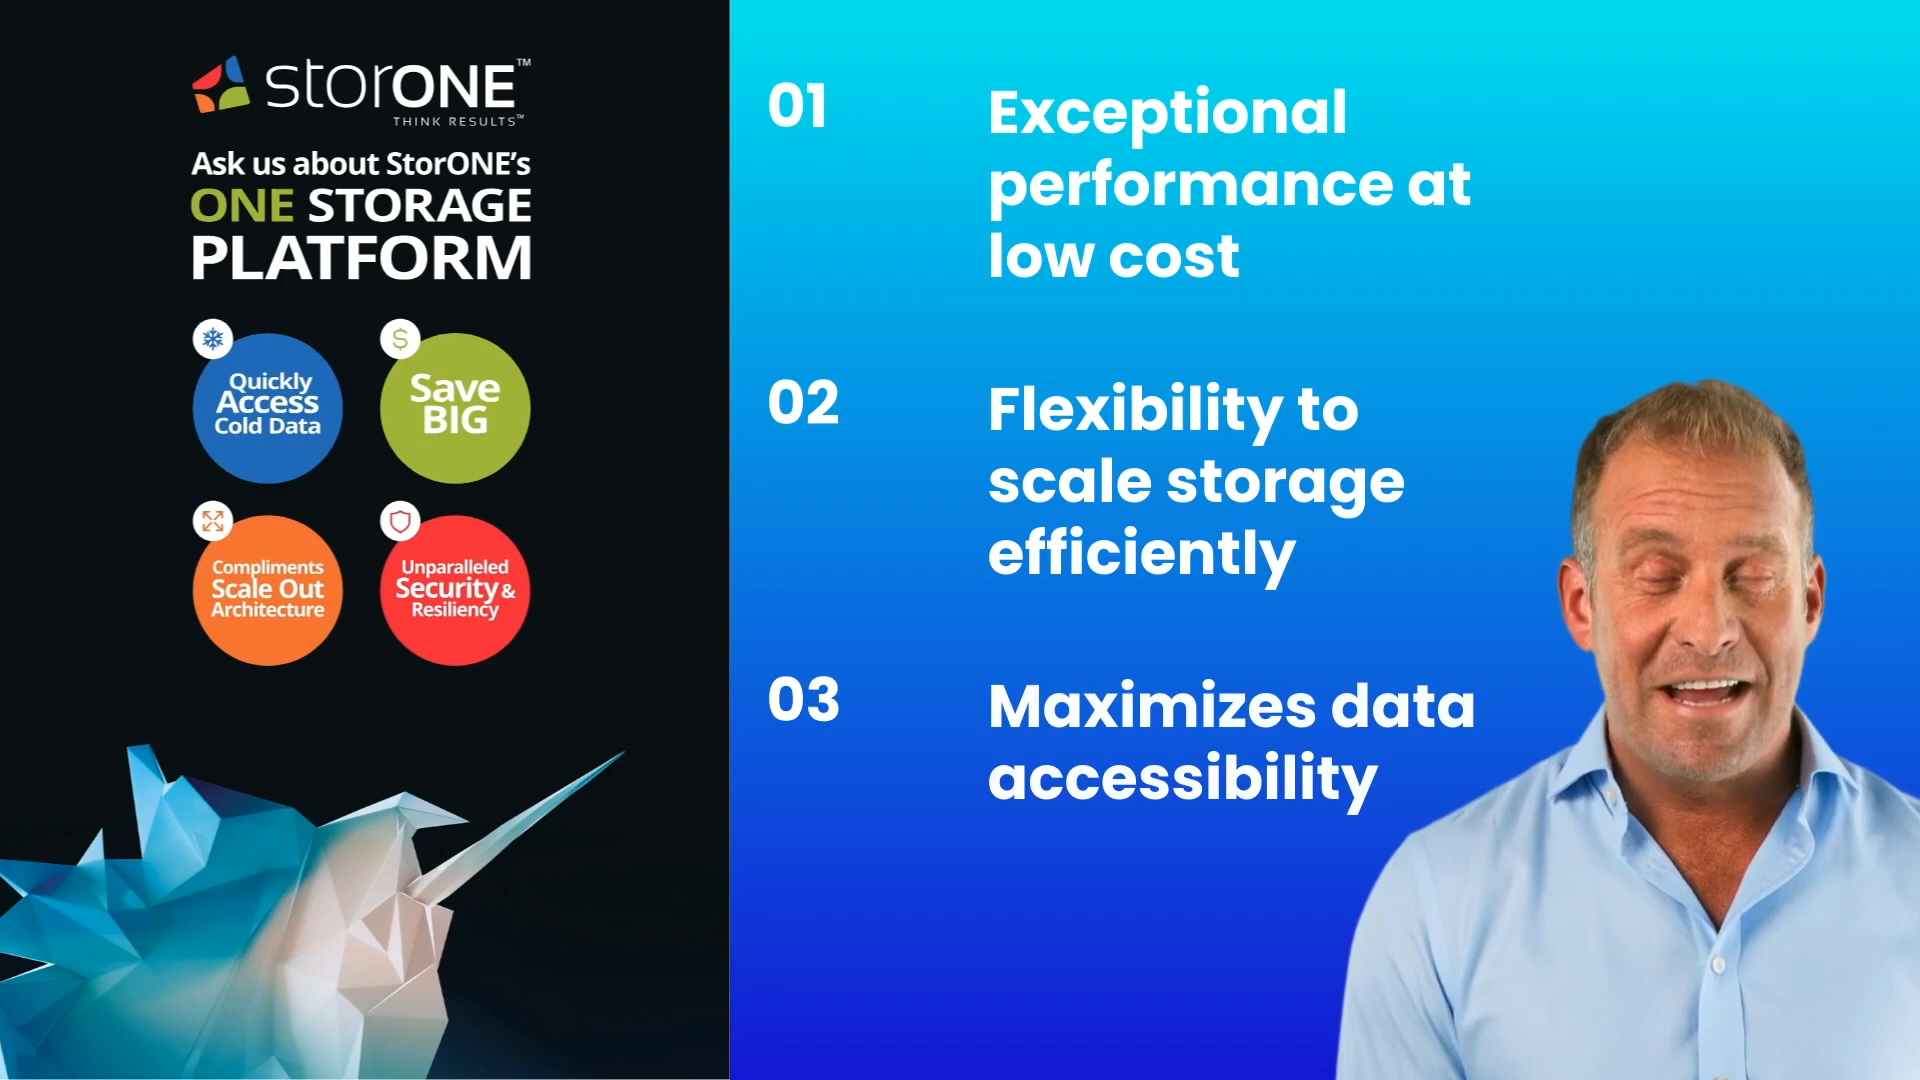 storONE™
THINK RESULTS™
Ask us about StorONE’s
ONE STORAGE
PLATFORM
Quickly
Access
Cold Data
$
Save
BIG
Compliments
Scale Out
Architecture
Unparalleled
Security &
Resiliency
01
Exceptional
performance at
low cost
02
Flexibility to
scale storage
efficiently
03
Maximizes data
accessibility